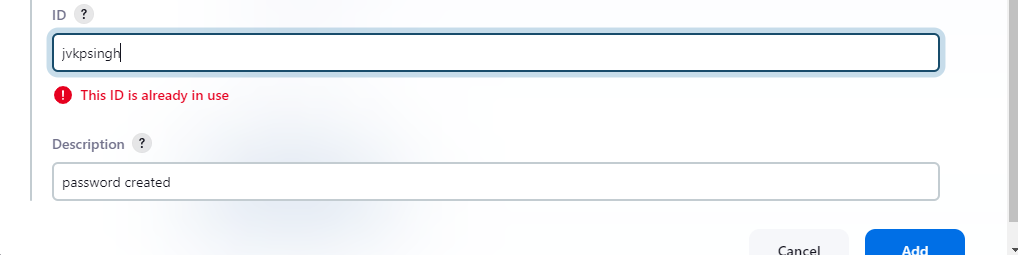 ID ?
jvkpsingh
! This ID is already in use
Description ?
password created
Cancel Add